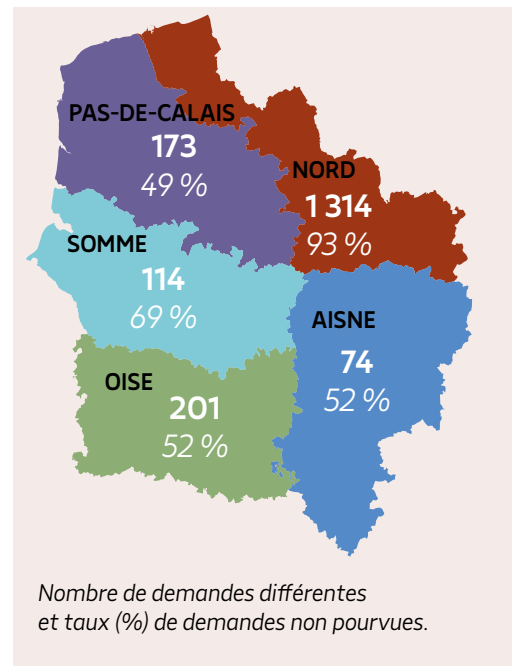 PAS-DE-CALAIS
173
49 %
NORD
1 314
93 %
SOMME
114
69 %
AISNE
74
52 %
OISE
201
52 %
Nombre de demandes différentes
et taux (%) de demandes non pourvues.